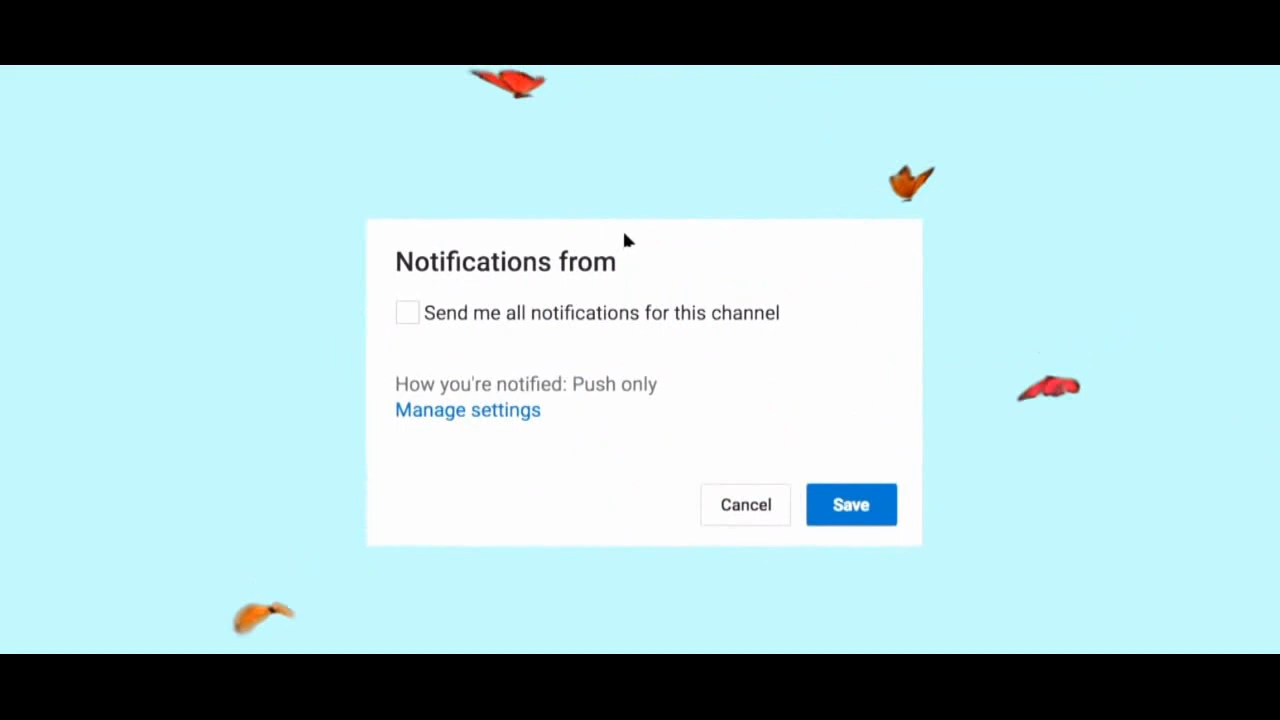 Notifications from
Send me all notifications for this channel
How you're notified: Push only
Manage settings
Cancel
Save